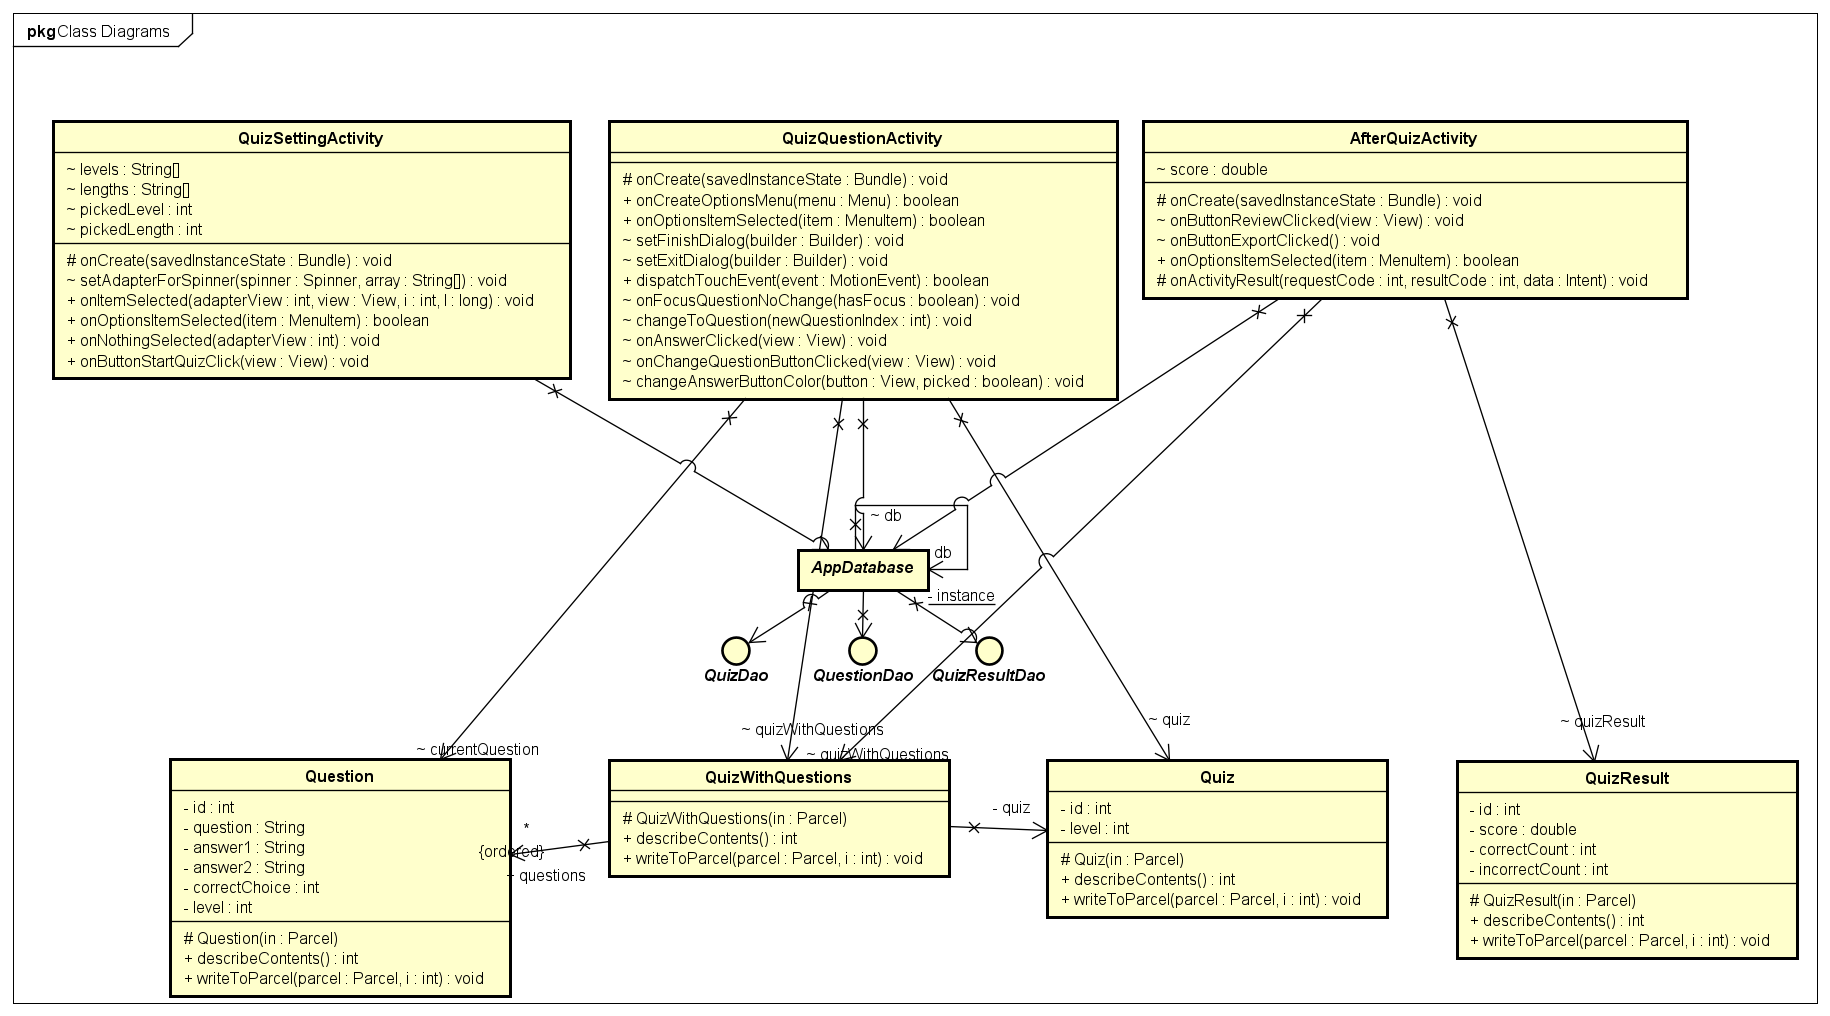 pkg Class Diagrams
QuizSettingActivity
~ levels : String[]
~ lengths : String[]
~ pickedLevel : int
~ pickedLength : int
# onCreate(savedInstanceState : Bundle) : void
~ setAdapterForSpinner(spinner : Spinner, array : String[]) : void
+ onItemSelected(adapterView : int, view : View, i : int, l : long) : void
+ onOptionsItemSelected(item : MenuItem) : boolean
+ onNothingSelected(adapterView : int) : void
+ onButtonStartQuizClick(view : View) : void
QuizQuestionActivity
# onCreate(savedInstanceState : Bundle) : void
+ onCreateOptionsMenu(menu : Menu) : boolean
+ onOptionsItemSelected(item : MenuItem) : boolean
~ setFinishDialog(builder : Builder) : void
~ setExitDialog(builder : Builder) : void
+ dispatchTouchEvent(event : MotionEvent) : boolean
~ onFocusQuestionNoChange(hasFocus : boolean) : void
~ changeToQuestion(newQuestionIndex : int) : void
~ onAnswerClicked(view : View) : void
~ onChangeQuestionButtonClicked(view : View) : void
~ changeAnswerButtonColor(button : View, picked : boolean) : void
AfterQuizActivity
~ score : double
# onCreate(savedInstanceState : Bundle) : void
~ onButtonReviewClicked(view : View) : void
~ onButtonExportClicked() : void
+ onOptionsItemSelected(item : MenuItem) : boolean
# onActivityResult(requestCode : int, resultCode : int, data : Intent) : void
~ db
db
AppDatabase
- instance
QuizDao
QuestionDao
QuizResultDao
~ currentQuestion
~ quizWithQuestions
~ quizWithQuestions
~ quiz
~ quizResult
Question
- id : int
- question : String
- answer1 : String
- answer2 : String
- correctChoice : int
- level : int
# Question(in : Parcel)
+ describeContents() : int
+ writeToParcel(parcel : Parcel, i : int) : void
*
{ordered}
- questions
QuizWithQuestions
# QuizWithQuestions(in : Parcel)
+ describeContents() : int
+ writeToParcel(parcel : Parcel, i : int) : void
- quiz
Quiz
- id : int
- level : int
# Quiz(in : Parcel)
+ describeContents() : int
+ writeToParcel(parcel : Parcel, i : int) : void
QuizResult
- id : int
- score : double
- correctCount : int
- incorrectCount : int
# QuizResult(in : Parcel)
+ describeContents() : int
+ writeToParcel(parcel : Parcel, i : int) : void